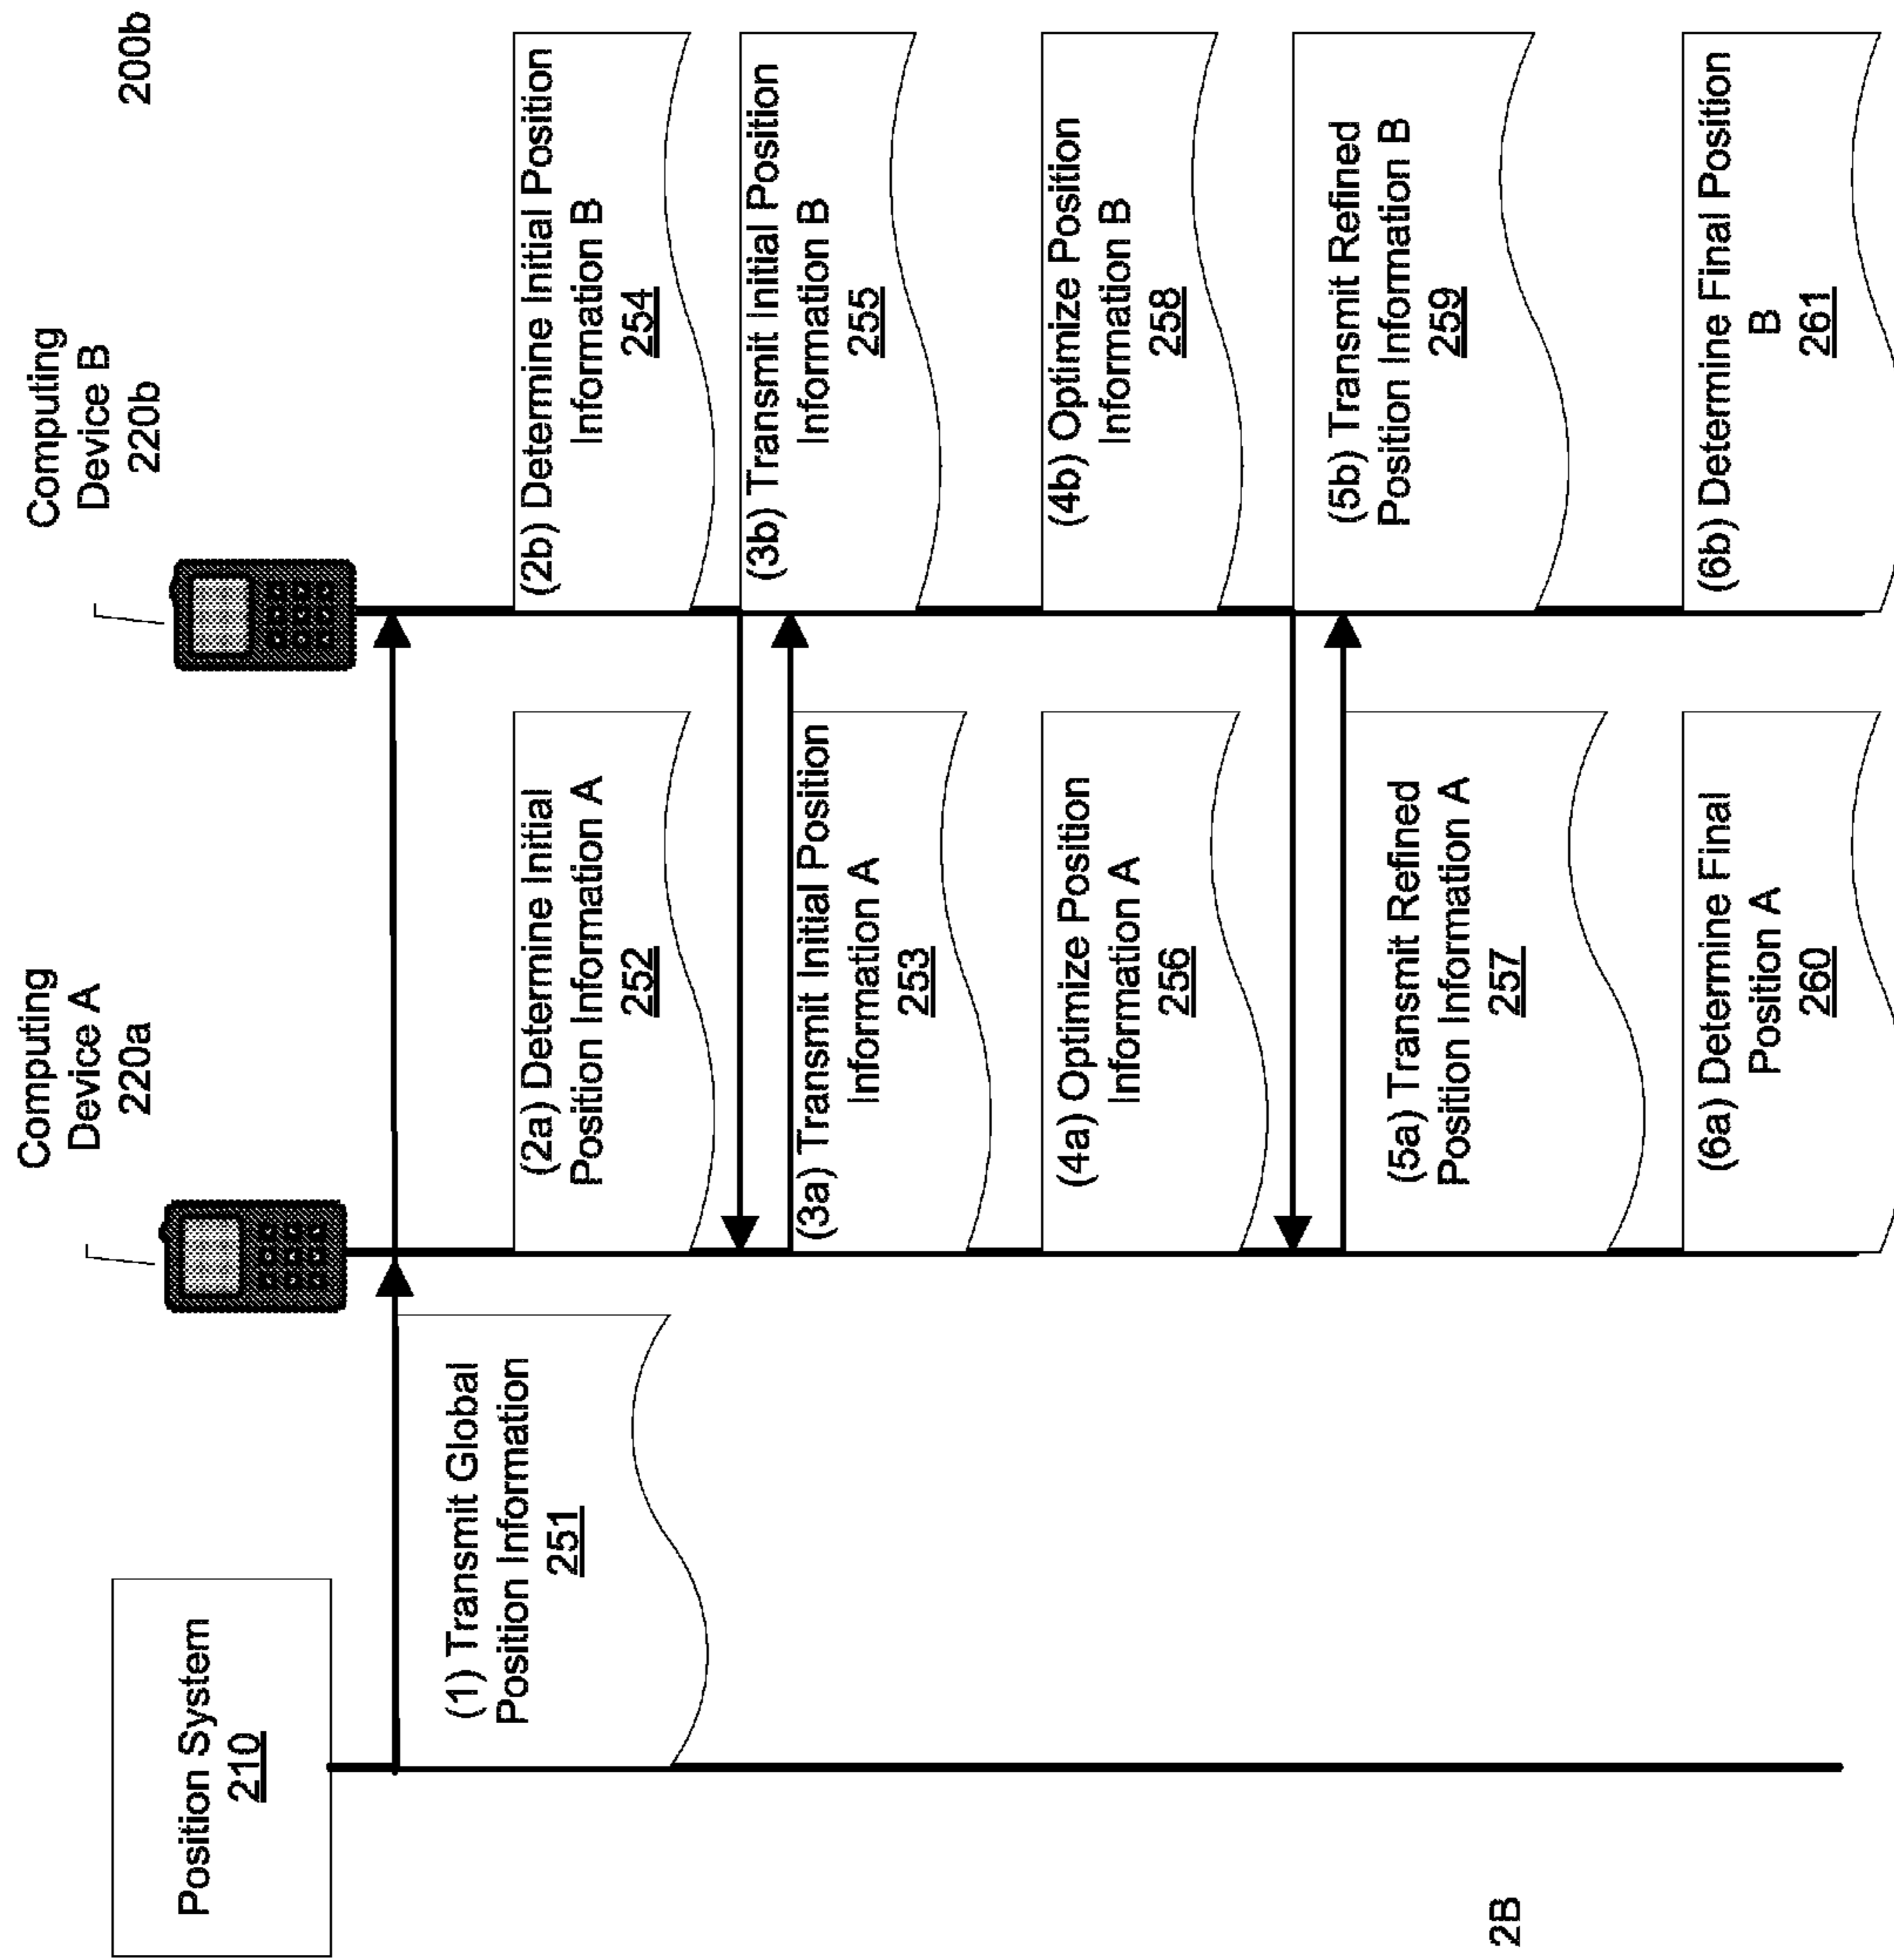 200b
Position System
210
Computing
Device A
220a
Computing
Device B
220b
(1) Transmit Global
Position Information
251
(2a) Determine Initial
Position Information A
252
(2b) Determine Initial Position
Information B
254
(3a) Transmit Initial Position
Information A
253
(3b) Transmit Initial Position
Information B
255
(4a) Optimize Position
Information A
256
(4b) Optimize Position
Information B
258
(5a) Transmit Refined
Position Information A
257
(5b) Transmit Refined
Position Information B
259
(6a) Determine Final
Position A
260
(6b) Determine Final Position
B
261
2B